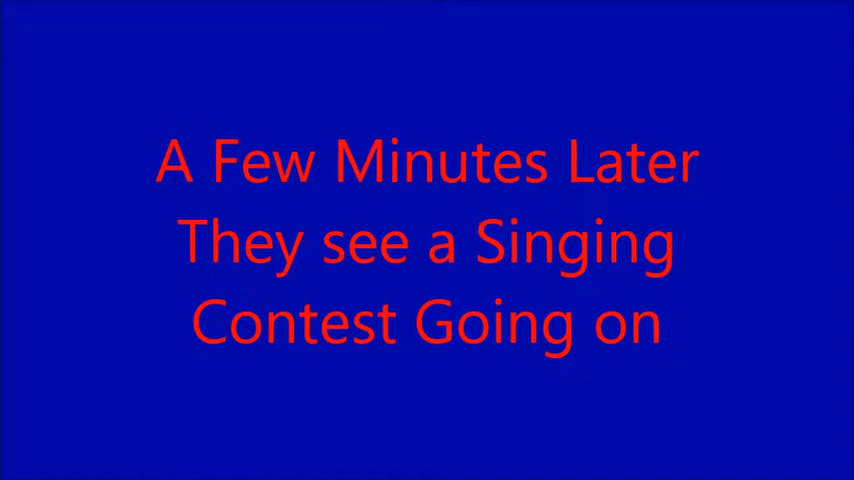 A Few Minutes Later
They see a Singing
Contest Going on